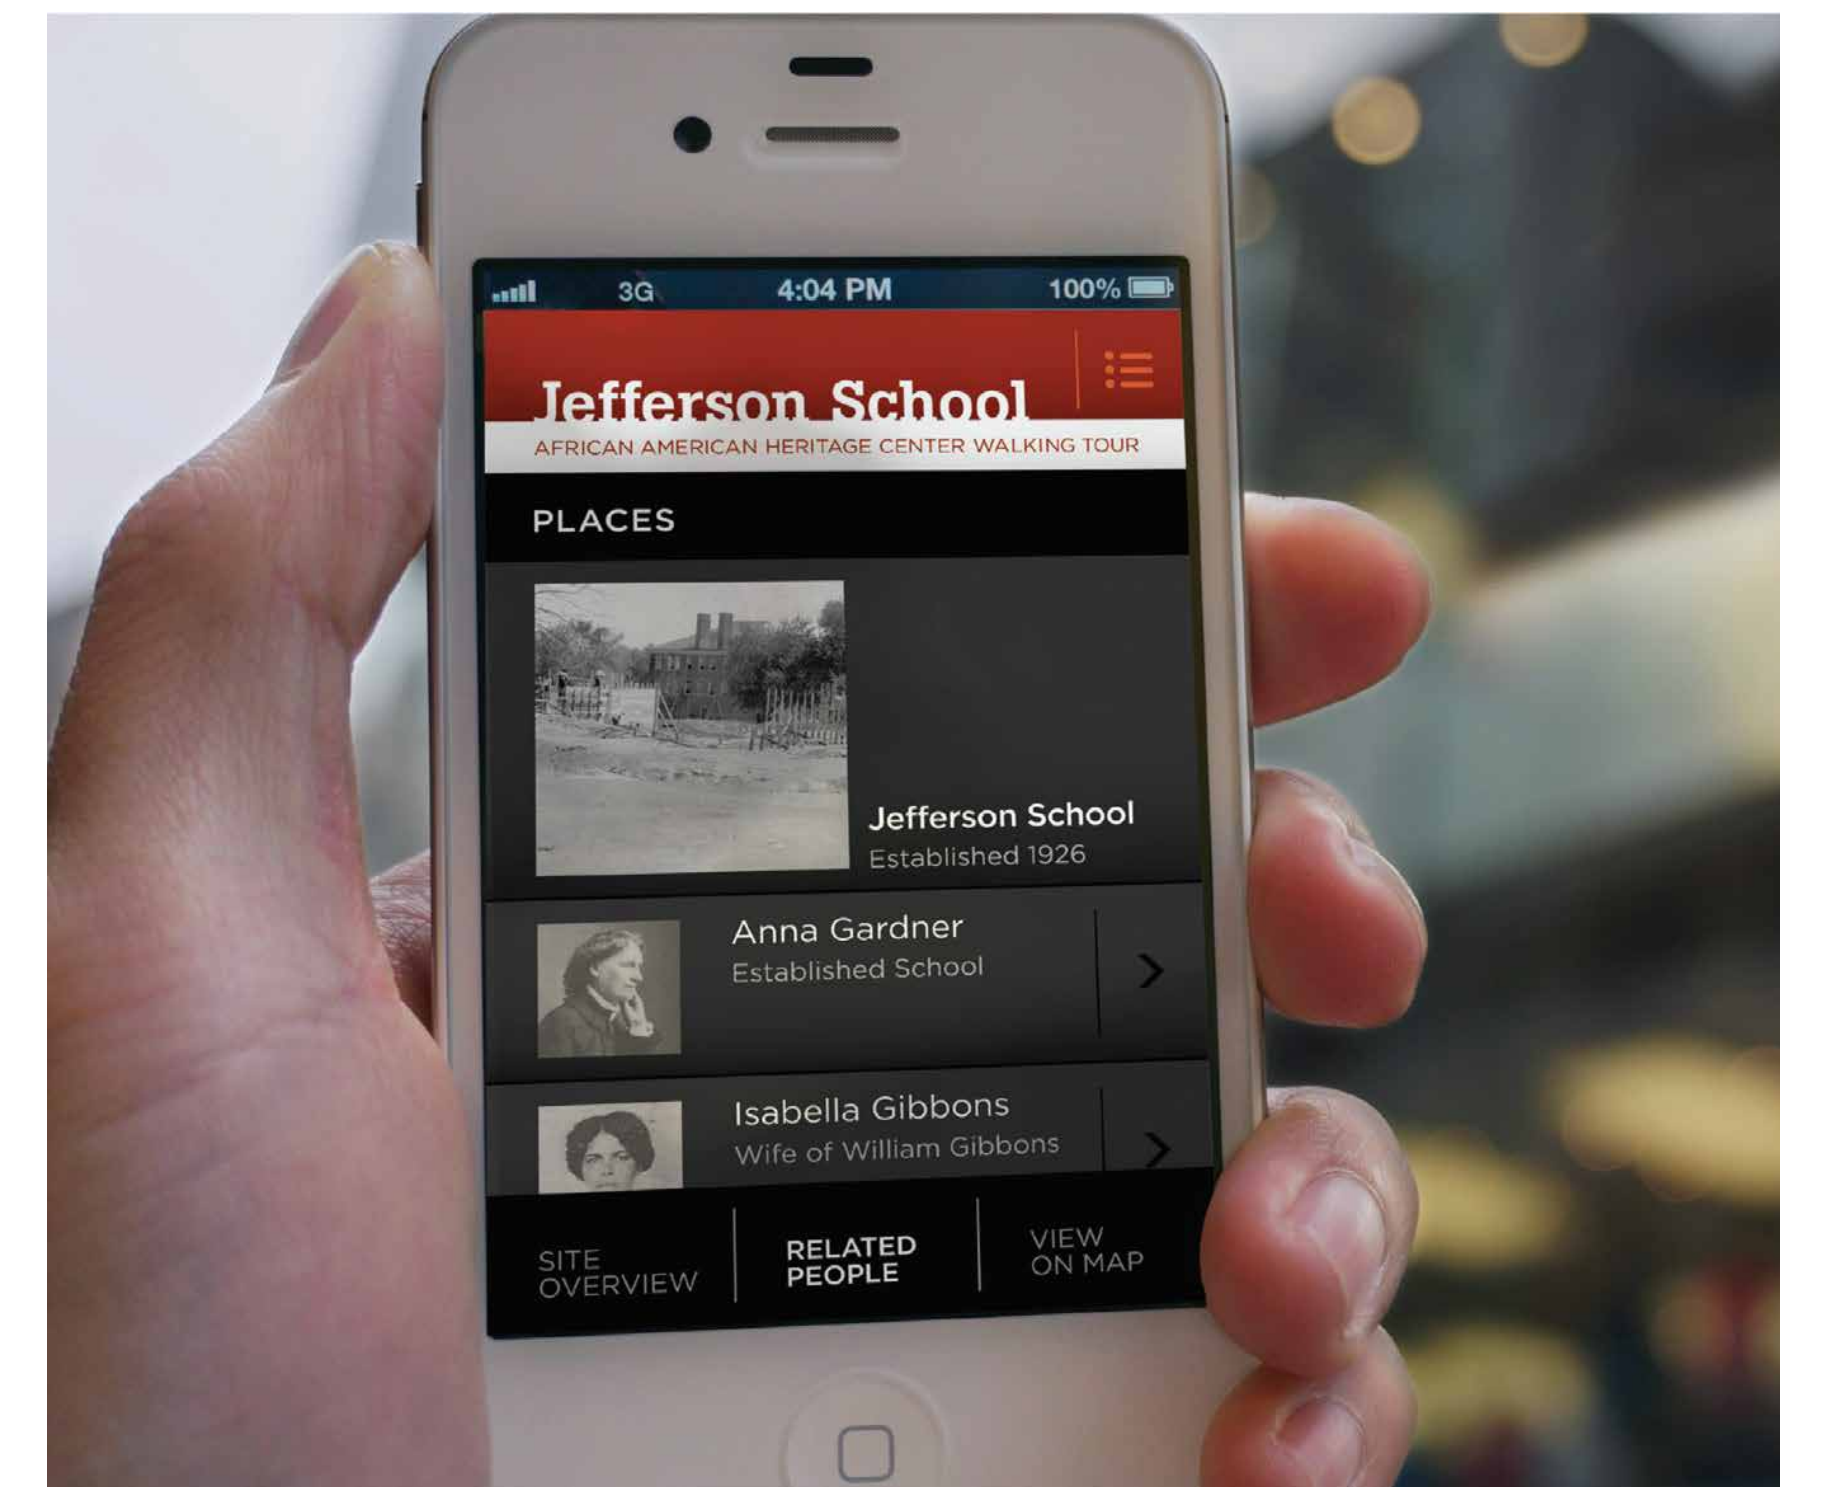 3G 4:04 PM 100%
Jefferson School
AFRICAN AMERICAN HERITAGE CENTER WALKING TOUR
PLACES
Jefferson School
Established 1926
Anna Gardner
Established School
Isabella Gibbons
Wife of William Gibbons
SITE
OVERVIEW
RELATED
PEOPLE
VIEW
ON MAP